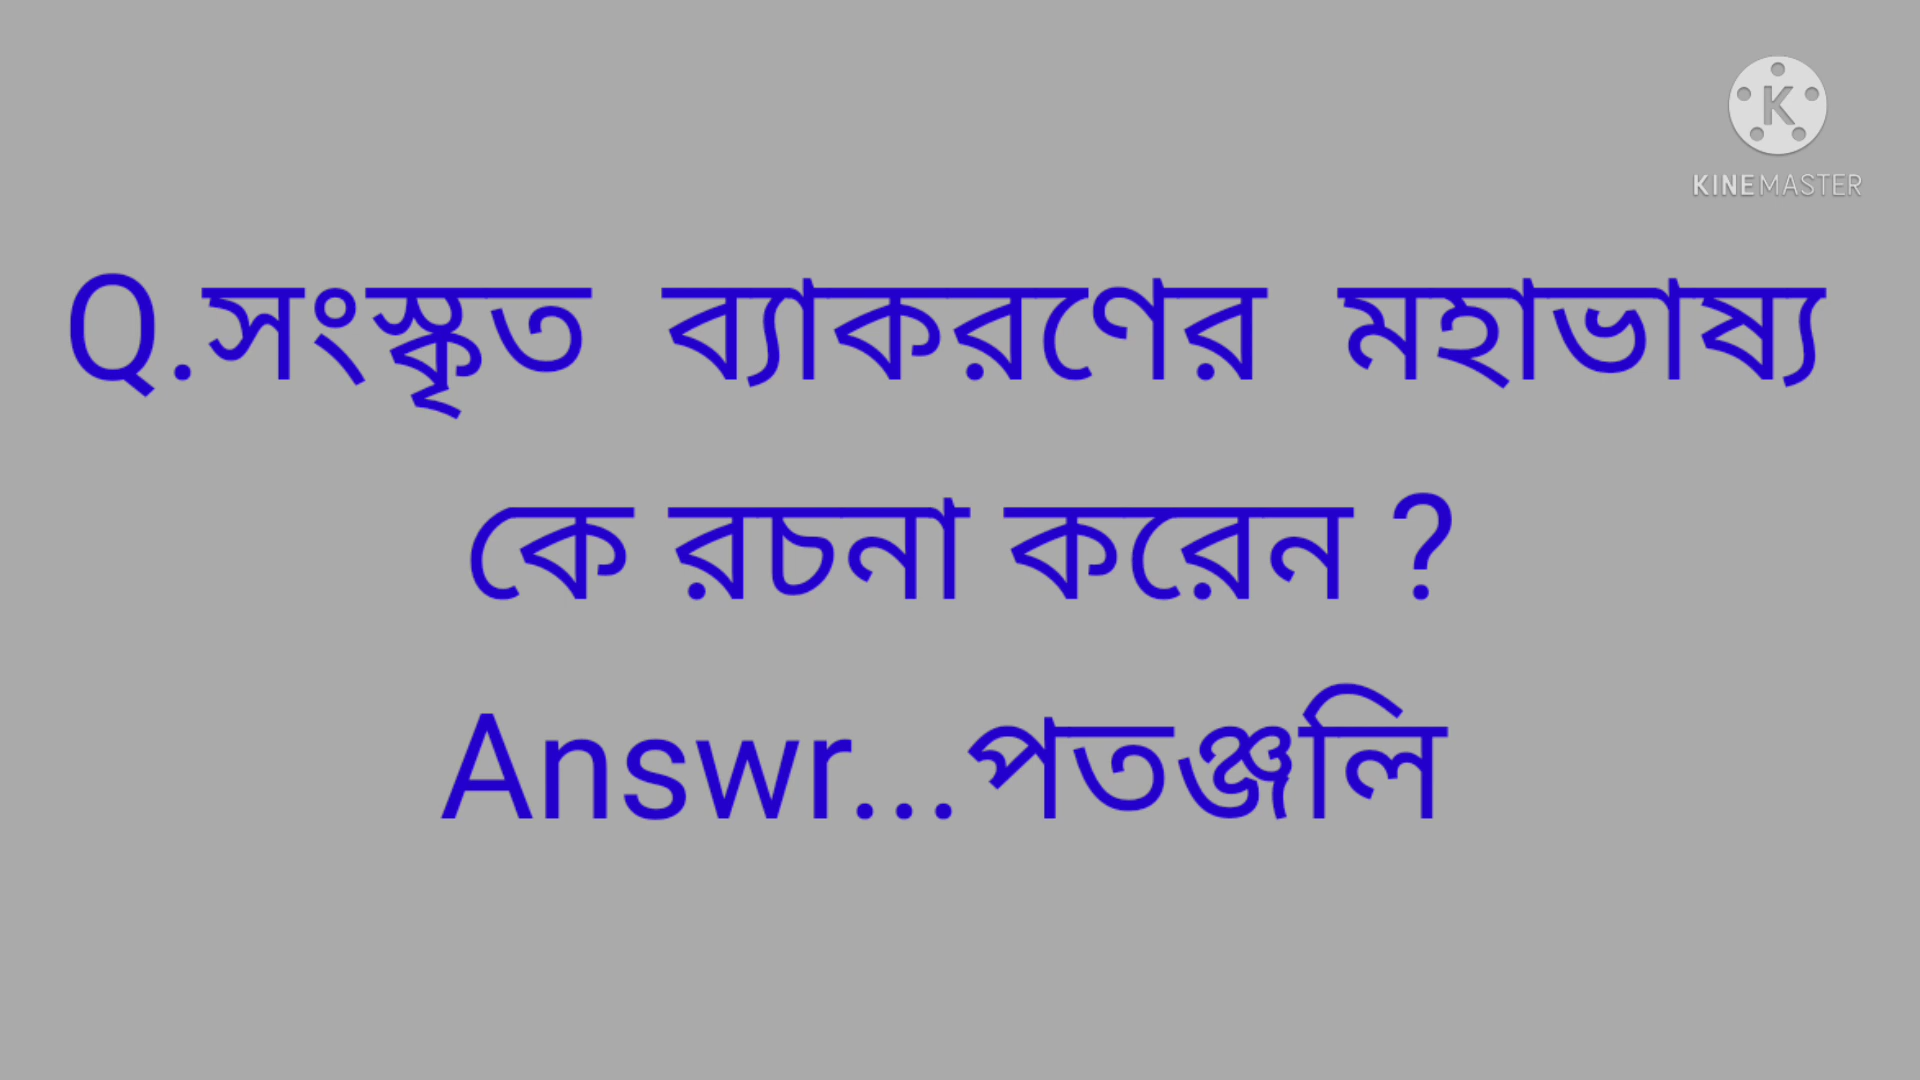 KINEMASTER
Q.সংস্কৃত ব্যাকরণের মহাভাষ্য
কে রচনা করেন ?
Answr...পতঞ্জলি